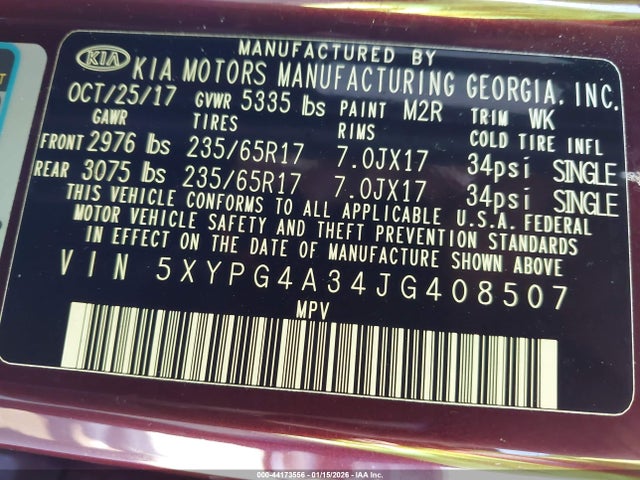 MANUFACTURED BY
KIA KIA MOTORS MANUFACTURING GEORGIA, INC.
OCT/25/17 GVWR 5335 lbs PAINT M2R TRIM WK
GAWR TIRES RIMS COLD TIRE INFL
FRONT 2976 lbs 235/65R17 7.0JX17 34psi SINGLE
REAR 3075 lbs 235/65R17 7.0JX17 34psi SINGLE
THIS VEHICLE CONFORMS TO ALL APPLICABLE U.S.A. FEDERAL
MOTOR VEHICLE SAFETY AND THEFT PREVENTION STANDARDS
IN EFFECT ON THE DATE OF MANUFACTURE SHOWN ABOVE
VIN 5XYPG4A34JG408507
MPV
000-44173556 - 01/15/2026 - IAA Inc.